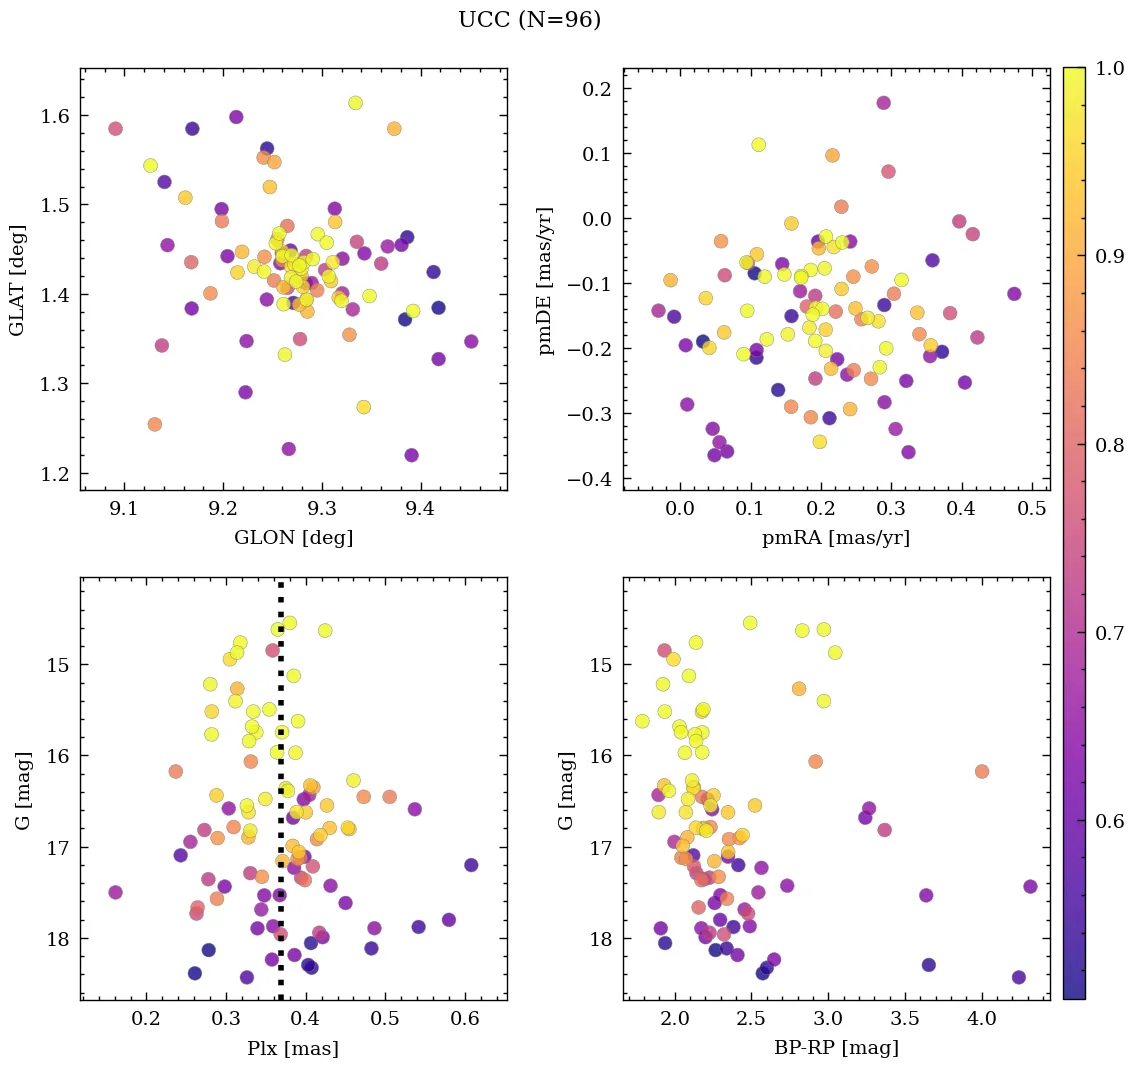 UCC (N=96)
1.6
1.5
1.4
1.3
1.2
GLAT [deg]
9.1 9.2 9.3 9.4
GLON [deg]
0.2
0.1
0.0
−0.1
−0.2
−0.3
−0.4
pmDE [mas/yr]
0.0 0.1 0.2 0.3 0.4 0.5
pmRA [mas/yr]
15
16
17
18
G [mag]
0.2 0.3 0.4 0.5 0.6
Plx [mas]
15
16
17
18
G [mag]
2.0 2.5 3.0 3.5 4.0
BP-RP [mag]
1.0
0.9
0.8
0.7
0.6